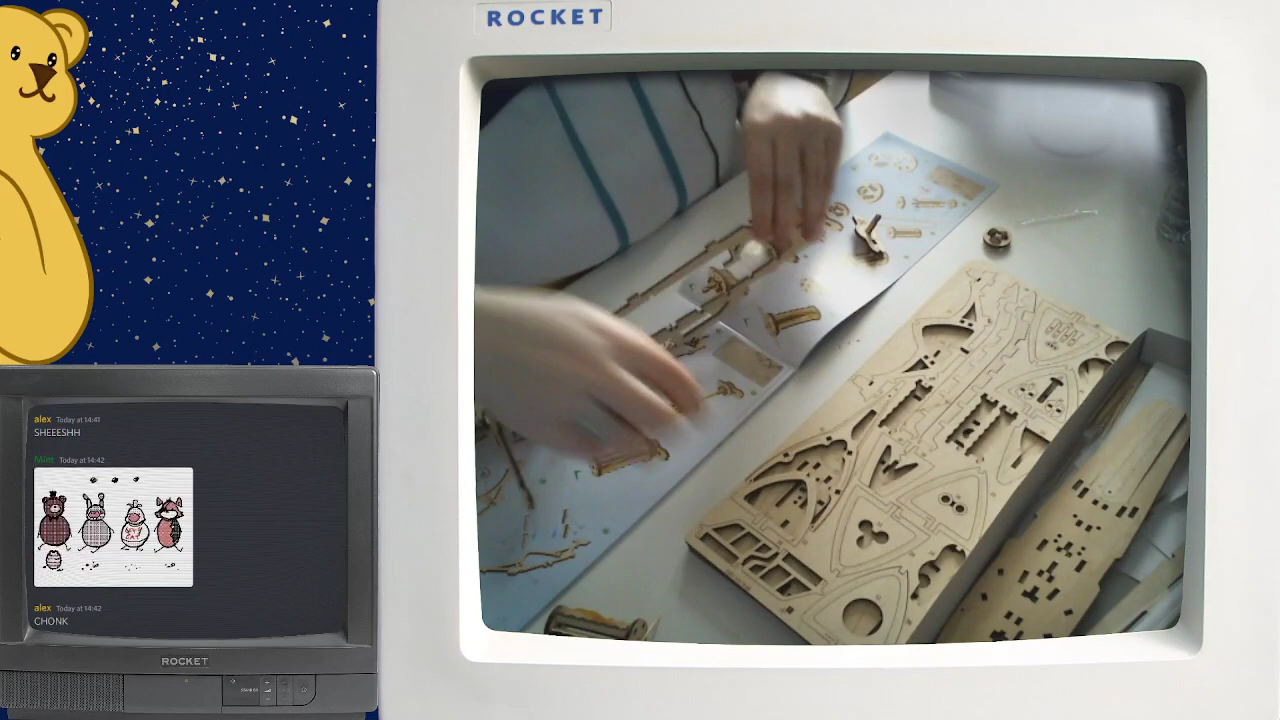 ROCKET
alex Today at 14:41
SHEEESHH
Mint Today at 14:42
alex Today at 14:42
CHONK
ROCKET